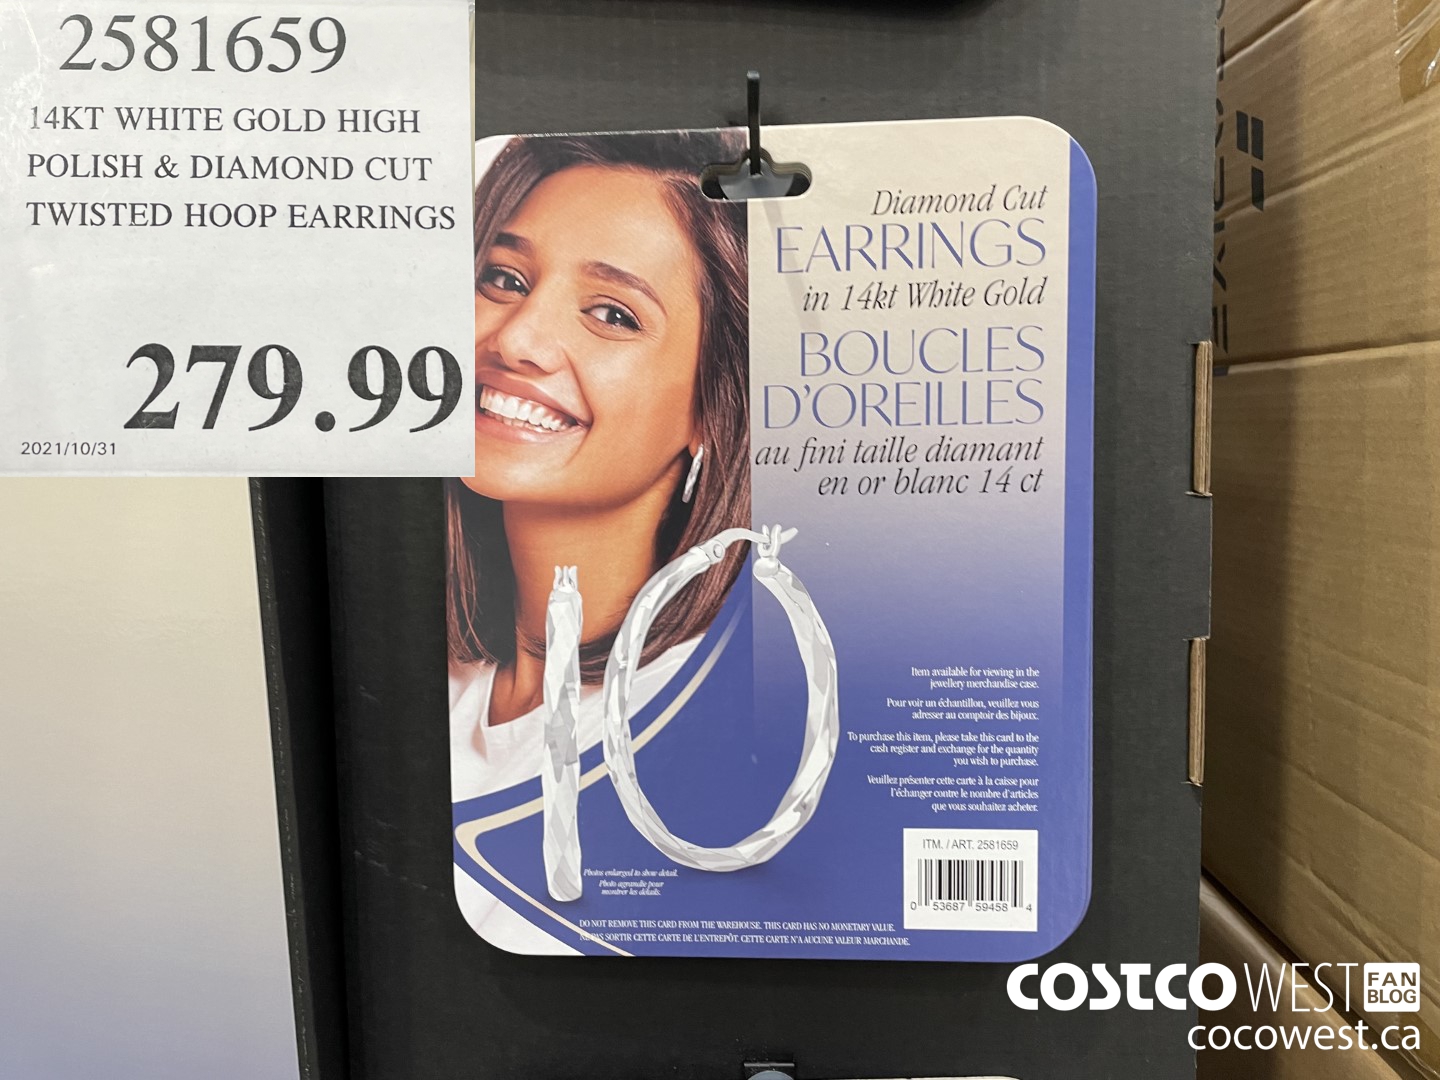 2581659
14KT WHITE GOLD HIGH
POLISH & DIAMOND CUT
TWISTED HOOP EARRINGS
279.99
2021/10/31
Diamond Cut
EARRINGS
in 14kt White Gold
BOUCLES
D'OREILLES
au fini taille diamant
en or blanc 14 ct
Item available for viewing in the
jewellery merchandise case.
Pour voir un échantillon, veuillez vous
adresser au comptoir des bijoux.
To purchase this item, please take this card to the
cash register and exchange for the quantity
you wish to purchase.
Veuillez présenter cette carte à la caisse pour
l'échanger contre le nombre d'articles
que vous souhaitez acheter.
ITM. / ART. 2581659
0 53687 59458 4
Photos enlarged to show detail.
Photo agrandie pour
montrer les détails.
DO NOT REMOVE THIS CARD FROM THE WAREHOUSE. THIS CARD HAS NO MONETARY VALUE.
NE PAS SORTIR CETTE CARTE DE L'ENTREPÔT. CETTE CARTE N'A AUCUNE VALEUR MARCHANDE.
COSTCO WEST FAN BLOG
cocowest.ca